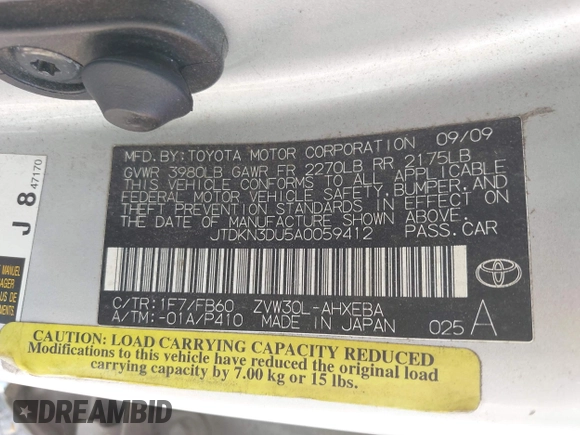 MFD.BY:TOYOTA MOTOR CORPORATION 09/09
GVWR 3980LB GAWR FR 2270LB RR 2175LB
THIS VEHICLE CONFORMS TO ALL APPLICABLE
FEDERAL MOTOR VEHICLE SAFETY, BUMPER, AND
THEFT PREVENTION STANDARDS IN EFFECT ON
THE DATE OF MANUFACTURE SHOWN ABOVE.
JTDKN3DU5A0059412 PASS.CAR
C/TR:1F7/FB60 ZVW30L-AHXEBA
A/TM:-01A/P410 MADE IN JAPAN 025 A
TOYOTA
J 8 47170
CAUTION: LOAD CARRYING CAPACITY REDUCED
Modifications to this vehicle have reduced the original load
carrying capacity by 7.00 kg or 15 lbs.
DREAMBID